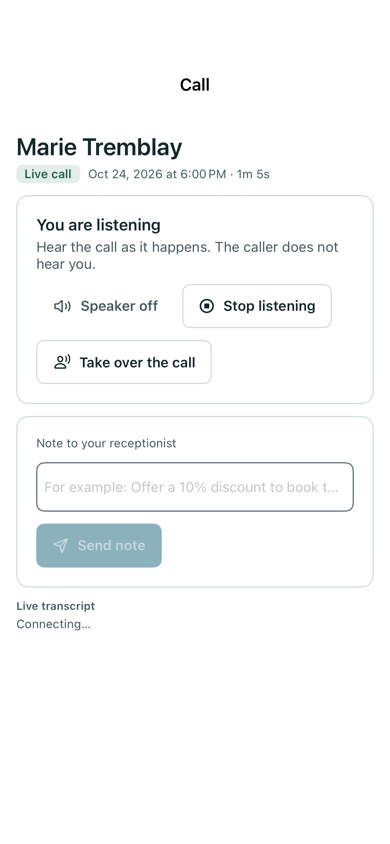 Call
Marie Tremblay
Live call Oct 24, 2026 at 6:00 PM · 1m 5s
You are listening
Hear the call as it happens. The caller does not
hear you.
Speaker off Stop listening
Take over the call
Note to your receptionist
For example: Offer a 10% discount to book t...
Send note
Live transcript
Connecting...